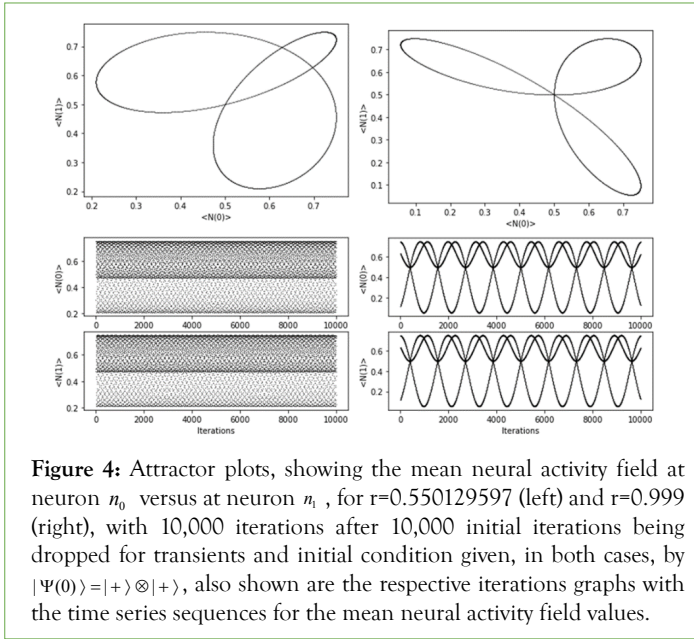 <N(1)>
0.7
0.6
0.5
0.4
0.3
0.2
0.2 0.3 0.4 0.5 0.6 0.7
<N(0)>
<N(1)>
0.7
0.6
0.5
0.4
0.3
0.2
0.1
0.1 0.2 0.3 0.4 0.5 0.6 0.7
<N(0)>
<N(0)>
0.6
0.4
0.2
0 2000 4000 6000 8000 10000
<N(1)>
0.6
0.4
0.2
0 2000 4000 6000 8000 10000
Iterations
<N(0)>
0.6
0.4
0.2
0 2000 4000 6000 8000 10000
<N(1)>
0.6
0.4
0.2
0 2000 4000 6000 8000 10000
Iterations
Figure 4: Attractor plots, showing the mean neural activity field at
neuron n₀ versus at neuron n₁ , for r=0.550129597 (left) and r=0.999
(right), with 10,000 iterations after 10,000 initial iterations being
dropped for transients and initial condition given, in both cases, by
|Ψ(0)⟩=|+⟩⊗|+⟩, also shown are the respective iterations graphs with
the time series sequences for the mean neural activity field values.